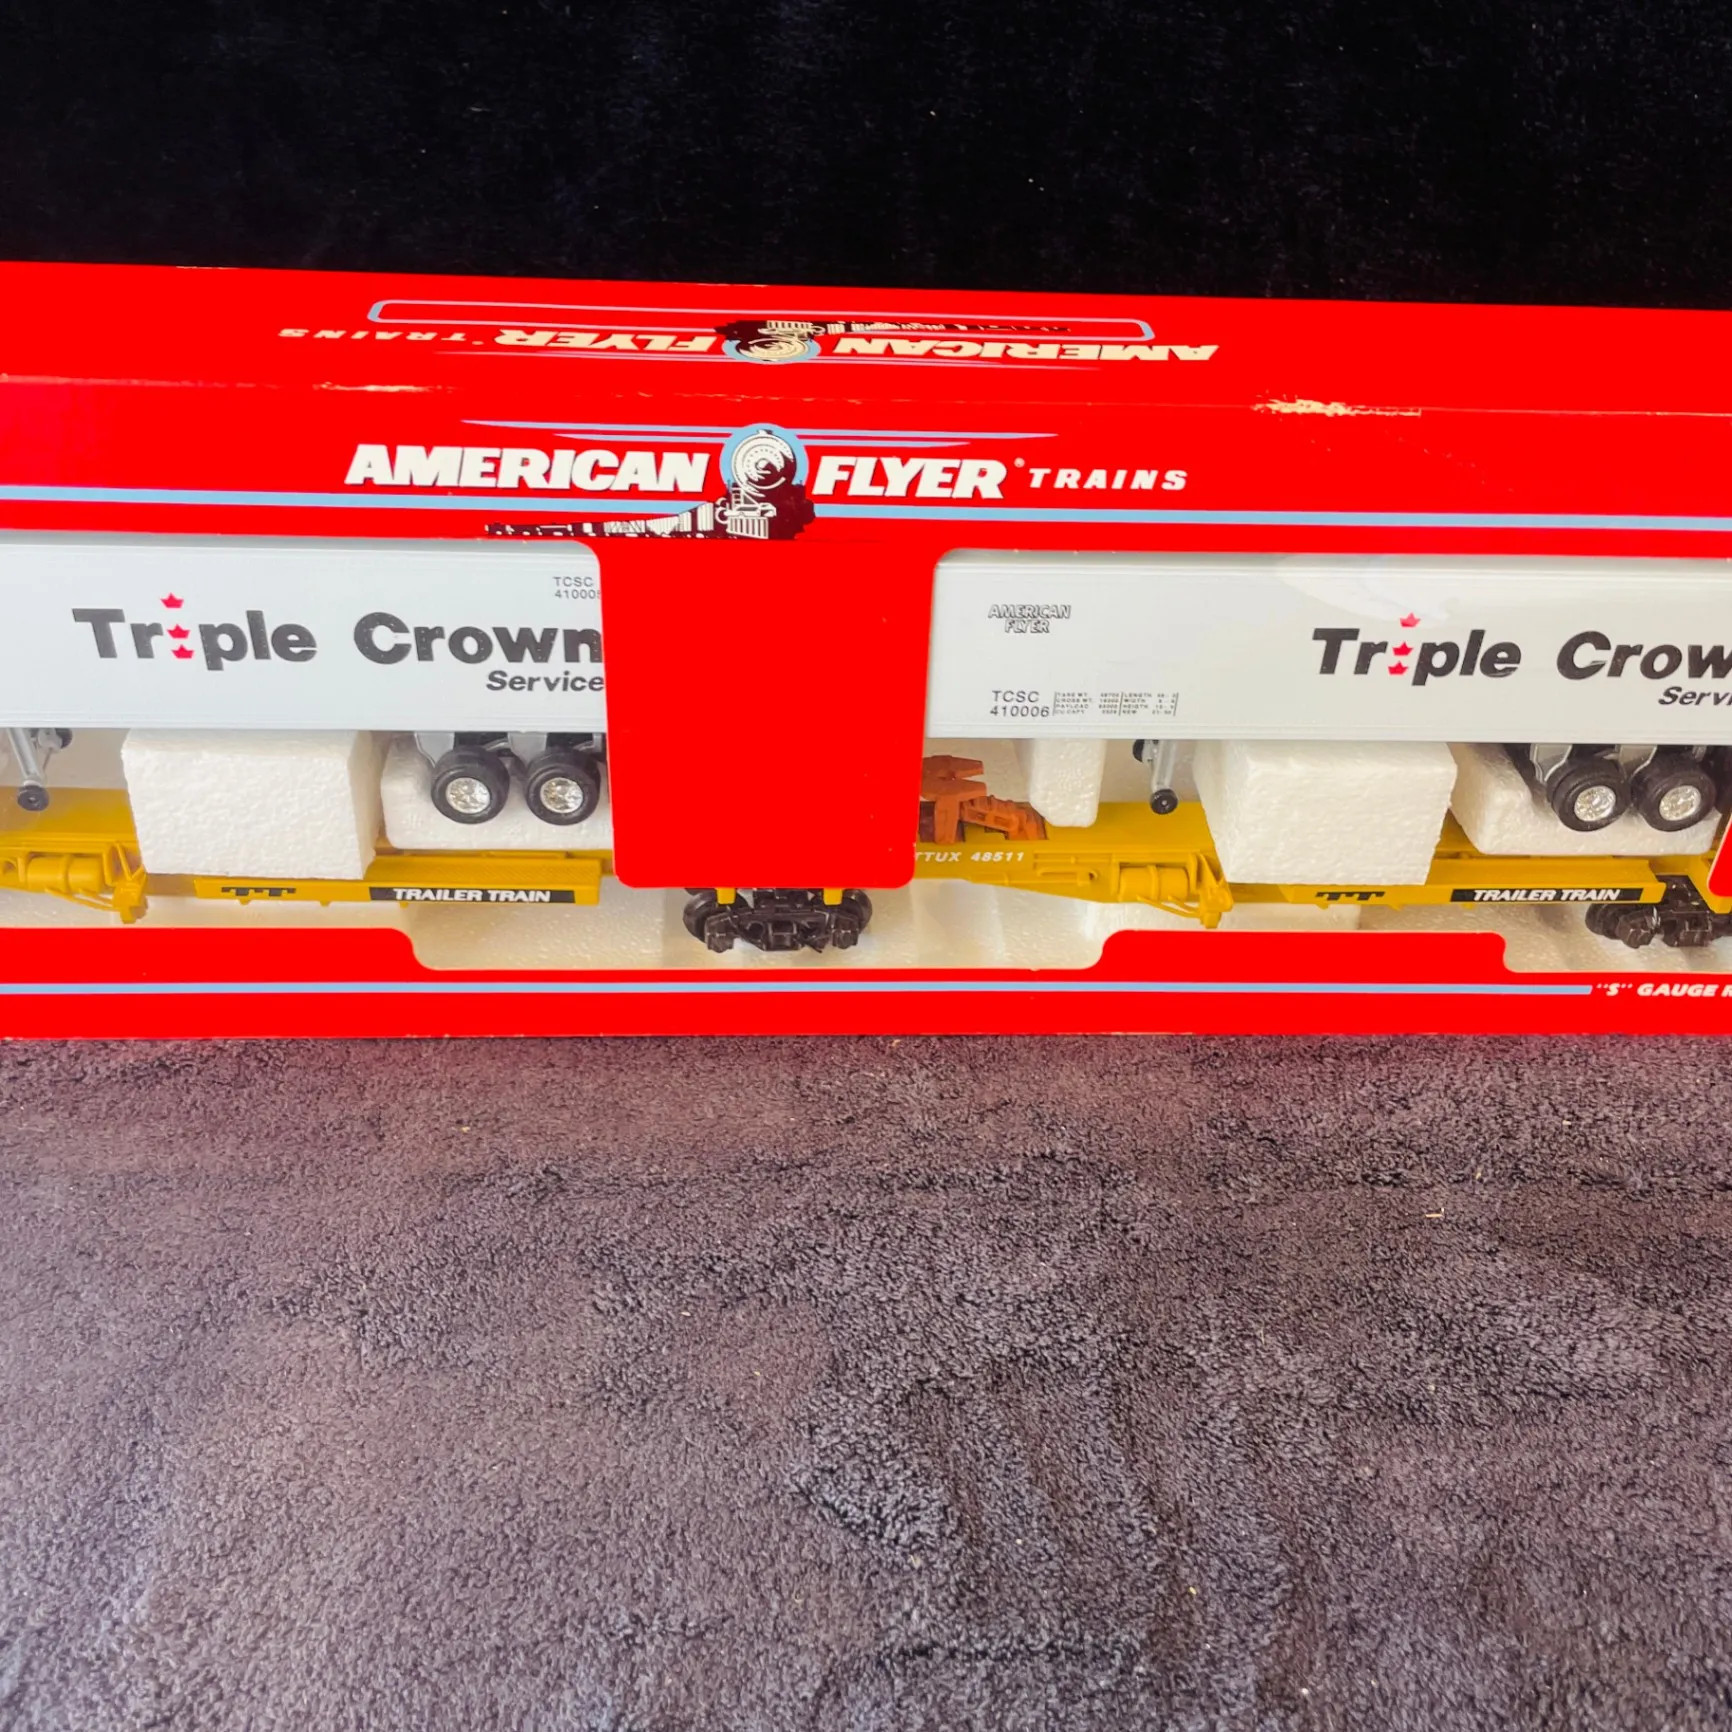 AMERICAN FLYER TRAINS
AMERICAN FLYER® TRAINS
TCSC
Triple Crown
Service
AMERICAN
FLYER
TCSC
410006
Triple Crow
Servi
TTUX 48511
TRAILER TRAIN
TRAILER TRAIN
"S" GAUGE R